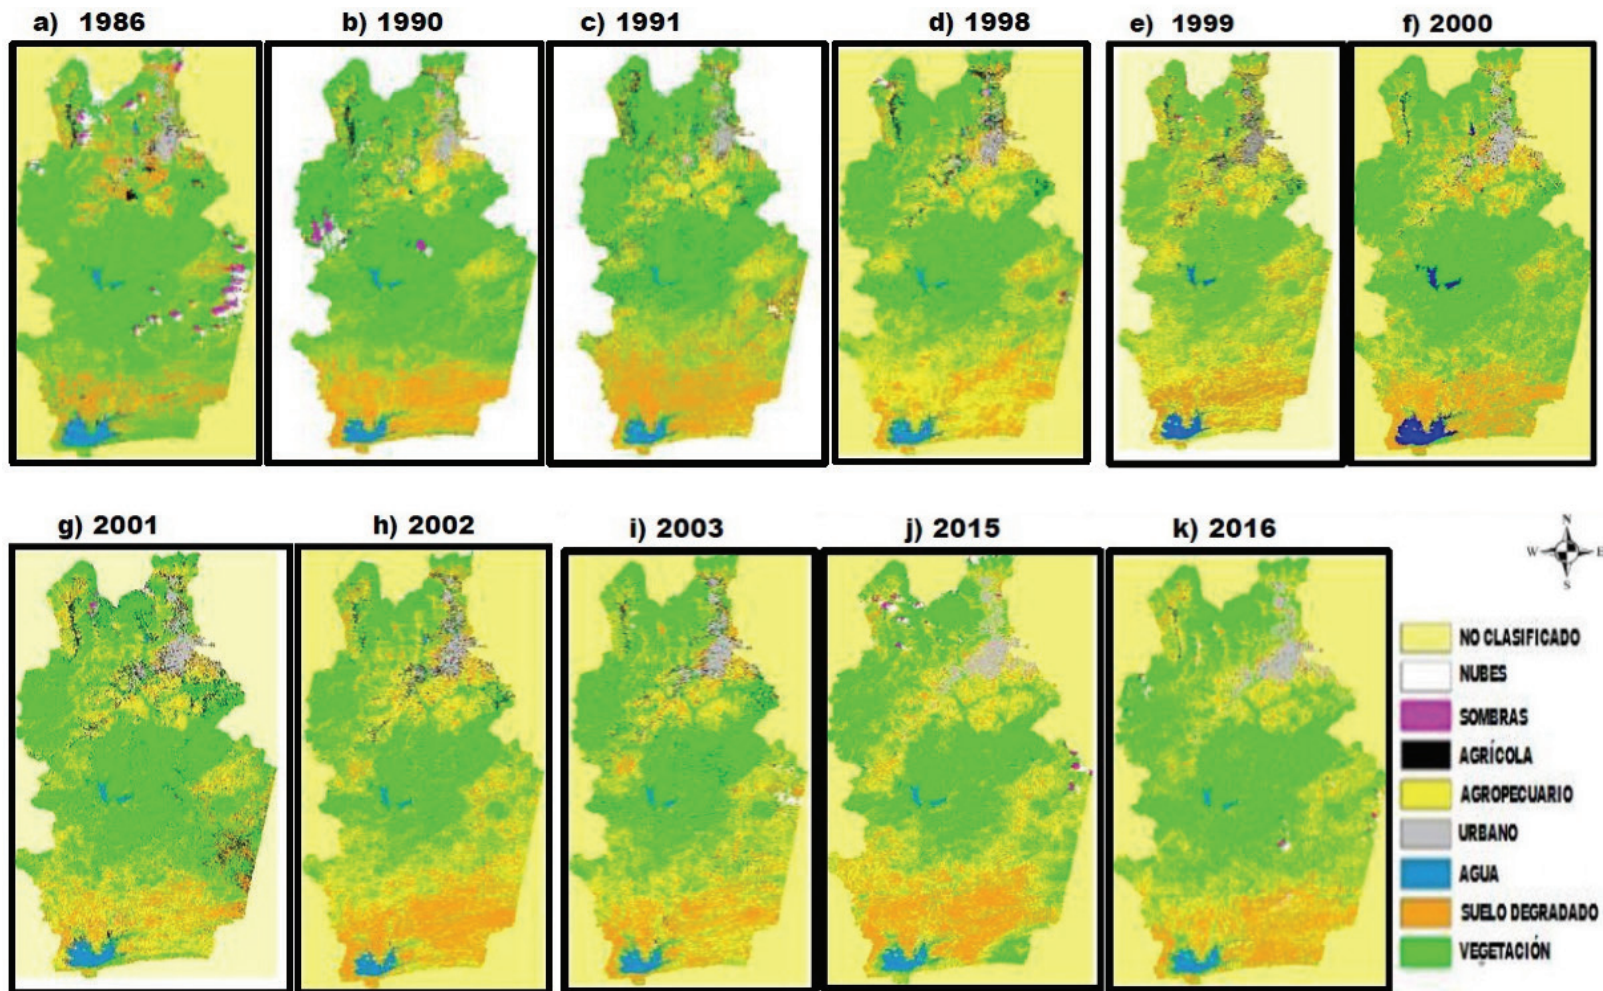 a) 1986
b) 1990
c) 1991
d) 1998
e) 1999
f) 2000
g) 2001
h) 2002
i) 2003
j) 2015
k) 2016
N
W E
S
NO CLASIFICADO
NUBES
SOMBRAS
AGRÍCOLA
AGROPECUARIO
URBANO
AGUA
SUELO DEGRADADO
VEGETACIÓN